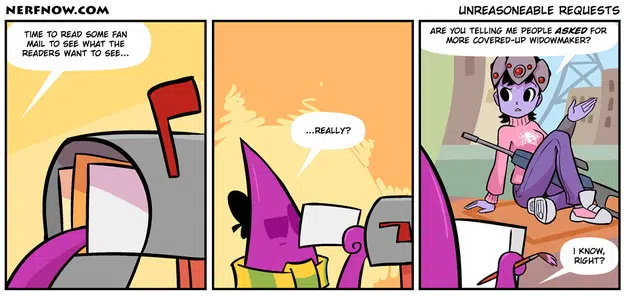 NERFNOW.COM
UNREASONEABLE REQUESTS
TIME TO READ SOME FAN
MAIL TO SEE WHAT THE
READERS WANT TO SEE...
...REALLY?
ARE YOU TELLING ME PEOPLE ASKED FOR
MORE COVERED-UP WIDOWMAKER?
I KNOW,
RIGHT?